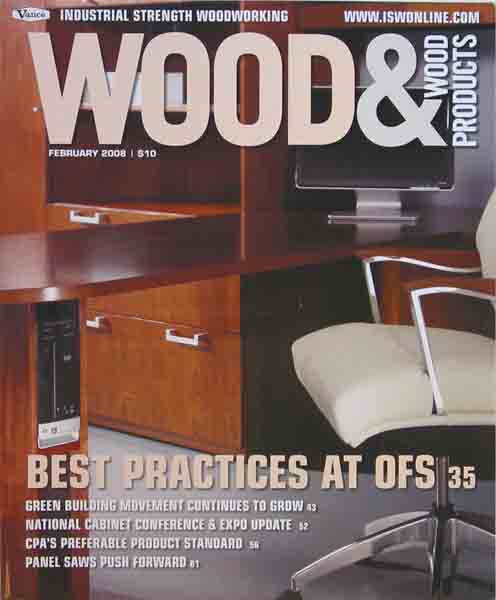 Vance INDUSTRIAL STRENGTH WOODWORKING
WWW.ISWONLINE.COM
WOOD&
WOOD
PRODUCTS
FEBRUARY 2008 | $10
BEST PRACTICES AT OFS 35
GREEN BUILDING MOVEMENT CONTINUES TO GROW 43
NATIONAL CABINET CONFERENCE & EXPO UPDATE 52
CPA'S PREFERABLE PRODUCT STANDARD 56
PANEL SAWS PUSH FORWARD 61